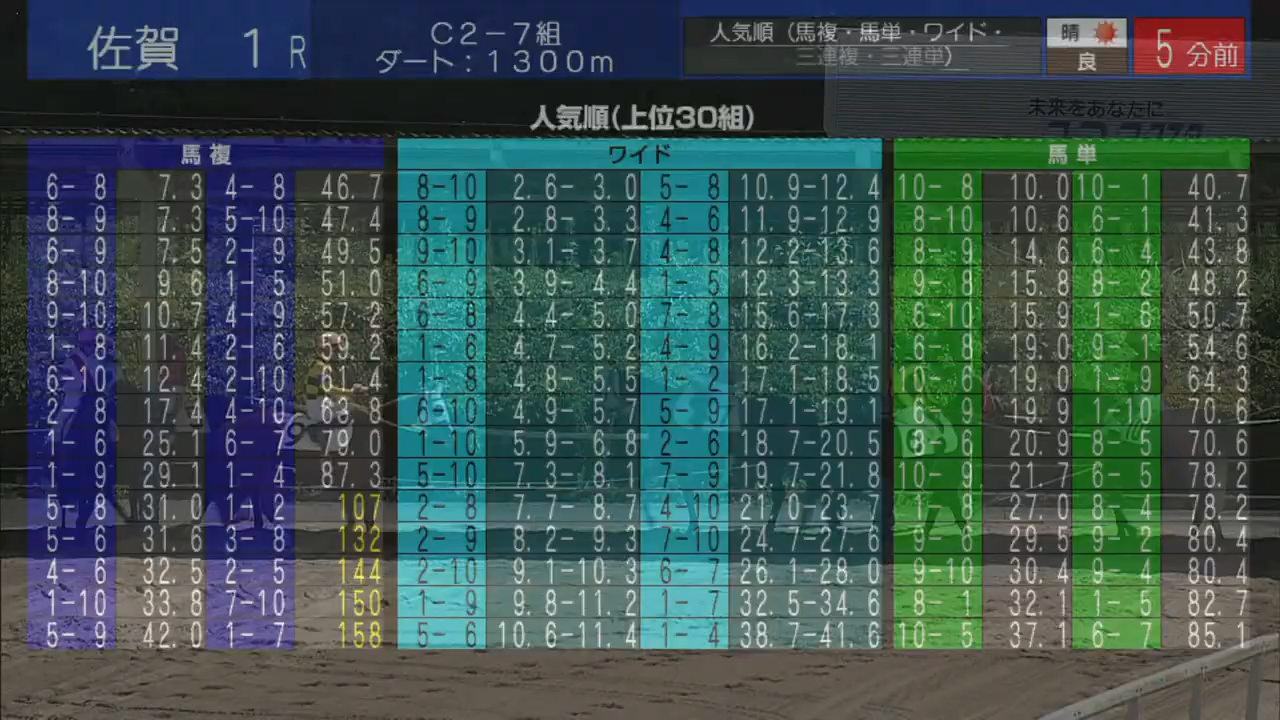 佐賀 1R C2-7組 人気順（馬複・馬単・ワイド・ 晴 5分前
ダート：1300m 三連複・三連単） 良
未来をあなたに
人気順(上位30組)
馬複 ワイド 馬単
6-8 7.3 4-8 46.7 8-10 2.6-3.0 5-8 10.9-12.4 10-8 10.0 10-1 40.7
8-9 7.3 5-10 47.4 8-9 2.8-3.3 4-6 11.9-12.9 8-10 10.6 6-1 41.3
6-9 7.5 2-9 49.5 9-10 3.1-3.7 4-8 12.2-13.6 8-9 14.6 6-4 43.8
8-10 9.6 1-5 51.0 6-9 3.9-4.4 1-5 12.3-13.3 9-8 15.8 8-2 48.2
9-10 10.7 4-9 57.2 6-8 4.4-5.0 7-8 15.6-17.3 6-10 15.9 1-8 50.7
1-8 11.4 2-6 59.2 1-6 4.7-5.2 4-9 16.2-18.1 6-8 19.0 9-1 54.6
6-10 12.4 2-10 61.4 1-8 4.8-5.5 1-2 17.1-18.5 10-6 19.0 1-9 64.3
2-8 17.4 4-10 63.8 6-10 4.9-5.7 5-9 17.1-19.1 6-9 19.9 1-10 70.6
1-6 25.1 6-7 79.0 1-10 5.9-6.8 2-6 18.7-20.5 8-6 20.9 8-5 70.6
1-9 29.1 1-4 87.3 5-10 7.3-8.1 7-9 19.7-21.8 10-9 21.7 6-5 78.2
5-8 31.0 1-2 107 2-8 7.7-8.7 4-10 21.0-23.7 1-8 27.0 8-4 78.2
5-6 31.6 3-8 132 2-9 8.2-9.3 7-10 24.7-27.6 9-6 29.5 9-2 80.4
4-6 32.5 2-5 144 2-10 9.1-10.3 6-7 26.1-28.0 9-10 30.4 9-4 80.4
1-10 33.8 7-10 150 1-9 9.8-11.2 1-7 32.5-34.6 8-1 32.1 1-5 82.7
5-9 42.0 1-7 158 5-6 10.6-11.4 1-4 38.7-41.6 10-5 37.1 6-7 85.1